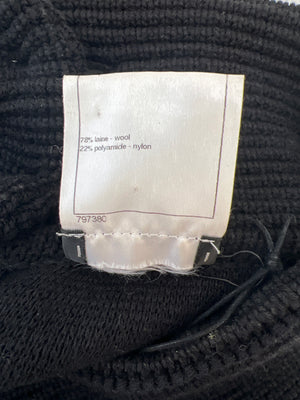 78% laine - wool
22% polyamide - nylon
797380